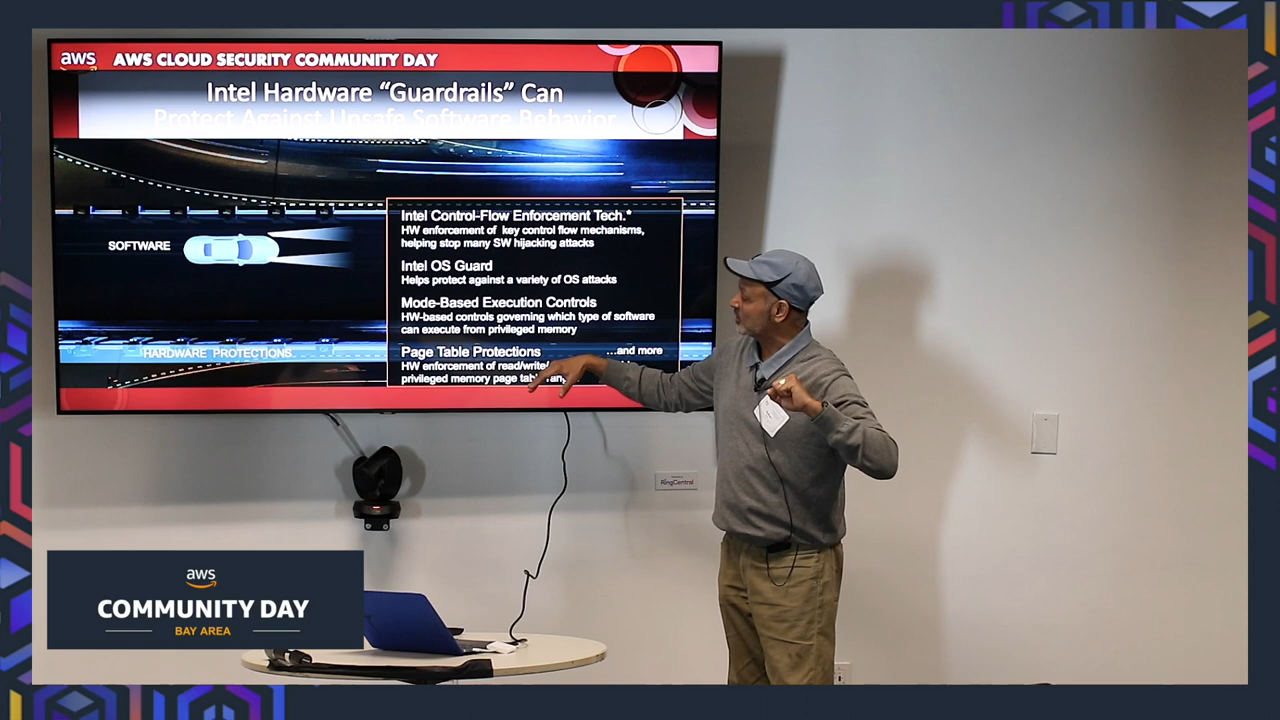 aws AWS CLOUD SECURITY COMMUNITY DAY
Intel Hardware “Guardrails” Can
Protect Against Unsafe Software Behavior
SOFTWARE
HARDWARE PROTECTIONS
Intel Control-Flow Enforcement Tech.*
HW enforcement of key control flow mechanisms,
helping stop many SW hijacking attacks
Intel OS Guard
Helps protect against a variety of OS attacks
Mode-Based Execution Controls
HW-based controls governing which type of software
can execute from privileged memory
Page Table Protections
...and more
HW enforcement of read/write
privileged memory page
RingCentral
aws
COMMUNITY DAY
BAY AREA